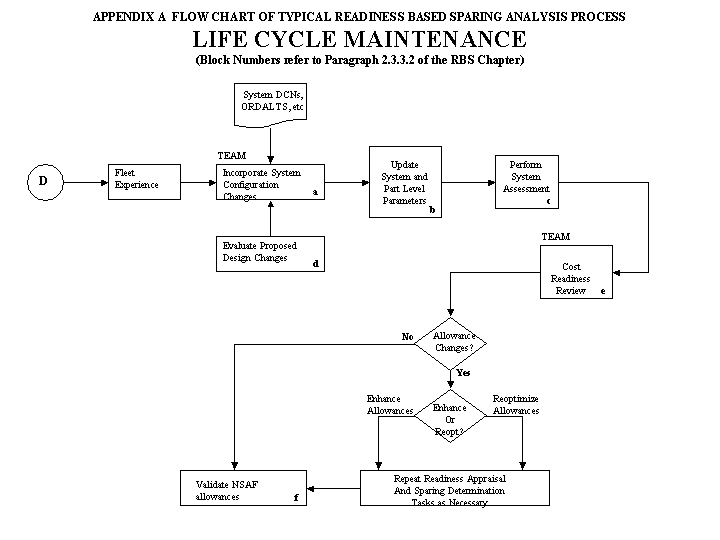 APPENDIX A FLOW CHART OF TYPICAL READINESS BASED SPARING ANALYSIS PROCESS
LIFE CYCLE MAINTENANCE
(Block Numbers refer to Paragraph 2.3.3.2 of the RBS Chapter)
System DCNs,
ORDALTS, etc
TEAM
D
Fleet
Experience
Incorporate System
Configuration
Changes
a
Update
System and
Part Level
Parameters
b
Perform
System
Assessment
c
Evaluate Proposed
Design Changes
d
TEAM
Cost
Readiness
Review
e
Allowance
Changes?
No
Yes
Enhance
Allowances
Enhance
Or
Reopt?
Reoptimize
Allowances
Validate NSAF
allowances
f
Repeat Readiness Appraisal
And Sparing Determination
Tasks as Necessary